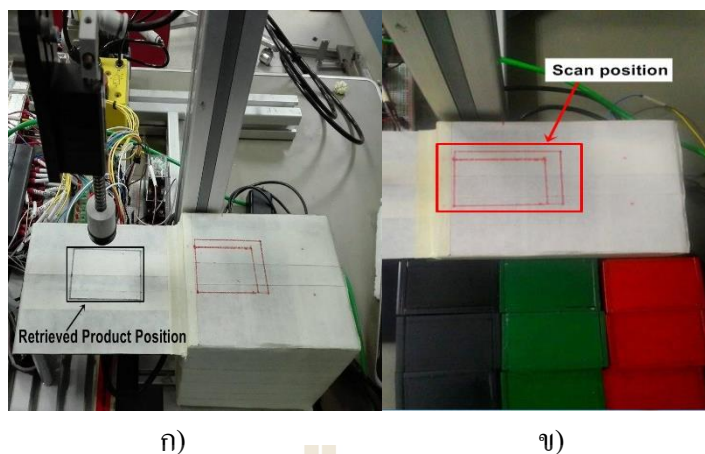 Scan position
Retrieved Product Position
ก)
ข)